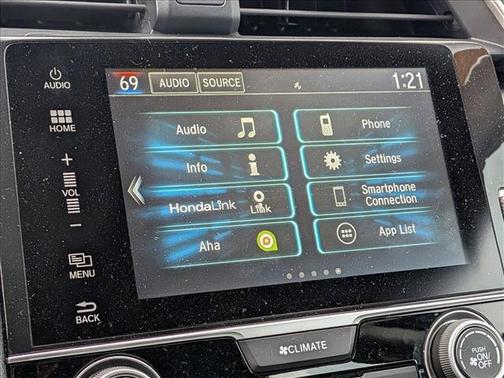 AUDIO
HOME
+
VOL
−
MENU
BACK
69 AUDIO SOURCE 1:21
Audio
Phone
Info
Settings
HondaLink Link
Smartphone
Connection
Aha
App List
CLIMATE
PUSH
ON/
OFF